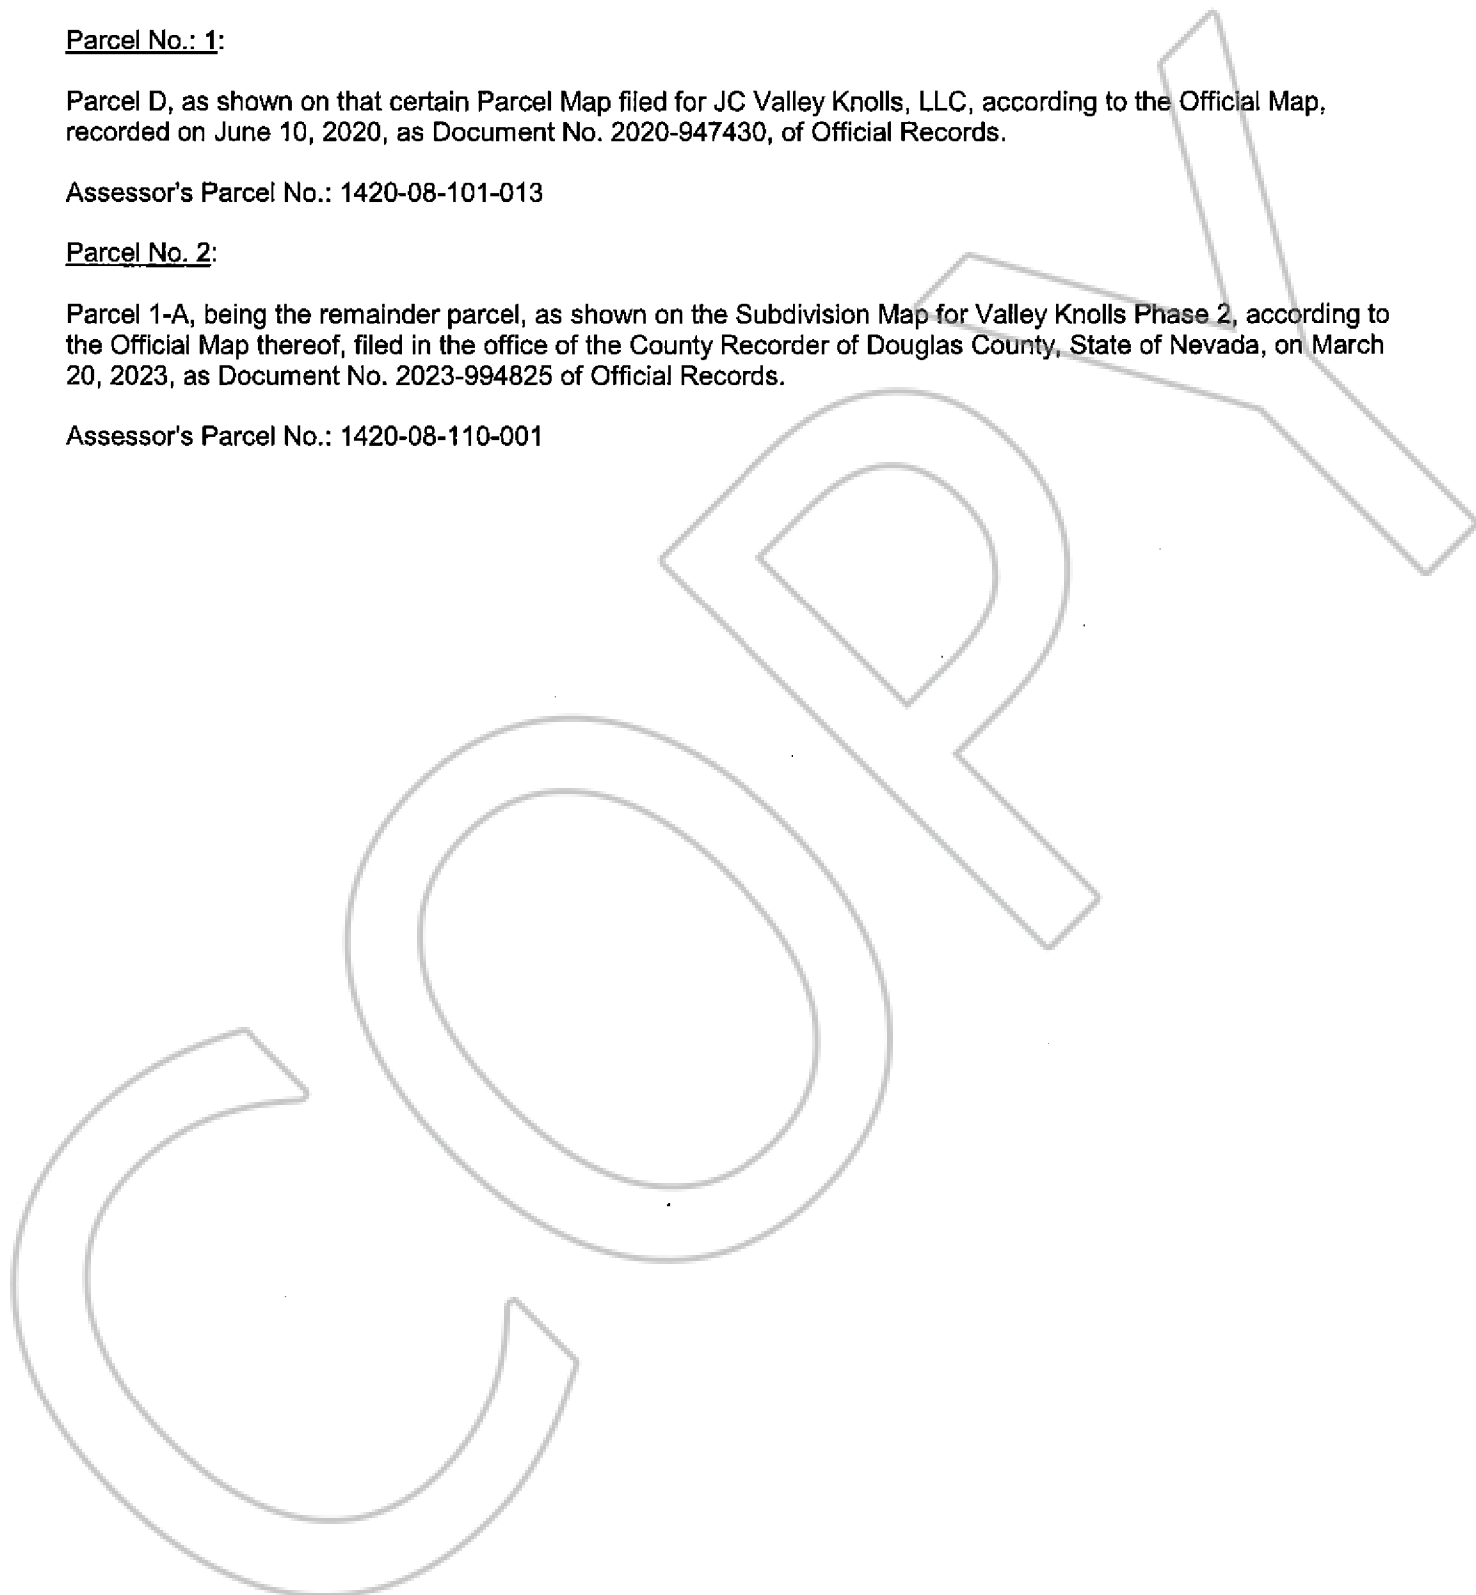 Parcel No.: 1:
Parcel D, as shown on that certain Parcel Map filed for JC Valley Knolls, LLC, according to the Official Map,
recorded on June 10, 2020, as Document No. 2020-947430, of Official Records.
Assessor's Parcel No.: 1420-08-101-013
Parcel No. 2:
Parcel 1-A, being the remainder parcel, as shown on the Subdivision Map for Valley Knolls Phase 2, according to
the Official Map thereof, filed in the office of the County Recorder of Douglas County, State of Nevada, on March
20, 2023, as Document No. 2023-994825 of Official Records.
Assessor's Parcel No.: 1420-08-110-001
COPY